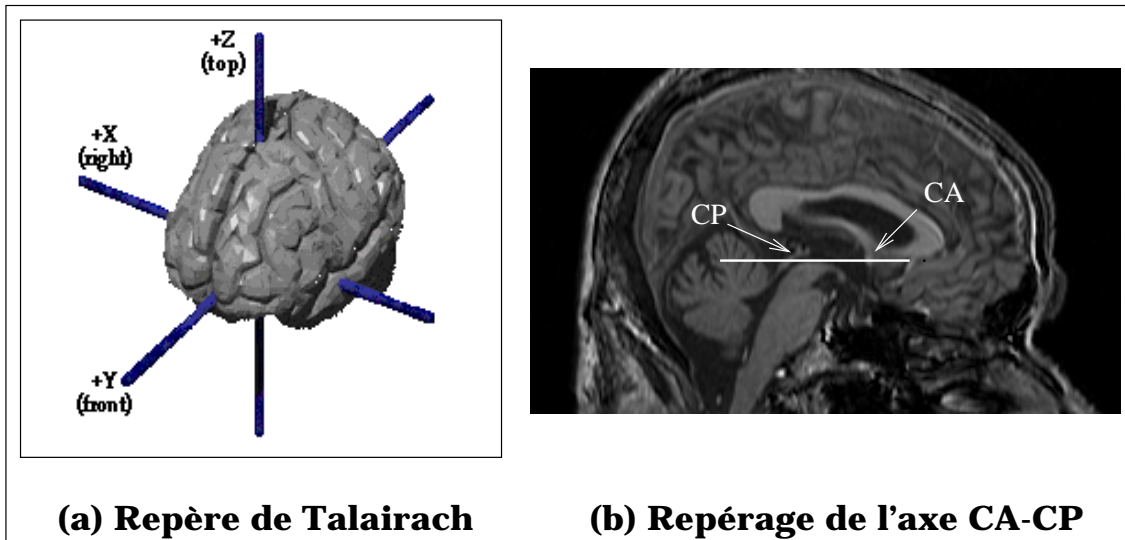 +Z
(top)
+X
(right)
+Y
(front)
CP
CA
(a) Repère de Talairach
(b) Repérage de l'axe CA-CP